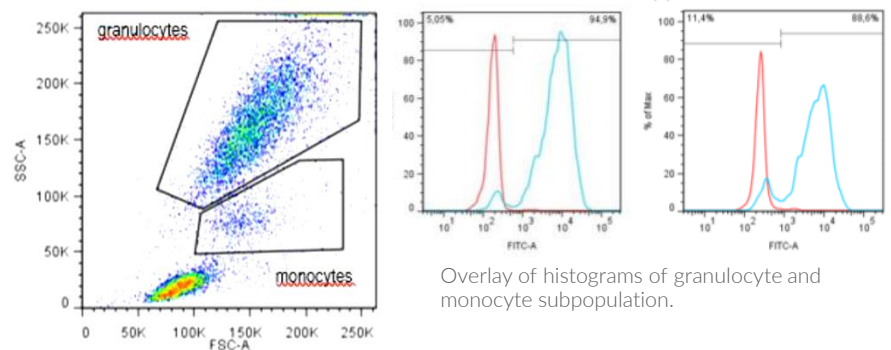 granulocytes
monocytes
250K
200K
150K
100K
50K
0
SSC-A
0
50K
100K
150K
200K
250K
FSC-A
5,05%
94,9%
100
80
60
40
20
0
10¹
10²
10³
10⁴
10⁵
FITC-A
11,4%
88,6%
% of Max
100
80
60
40
20
0
10¹
10²
10³
10⁴
10⁵
FITC-A
Overlay of histograms of granulocyte and
monocyte subpopulation.